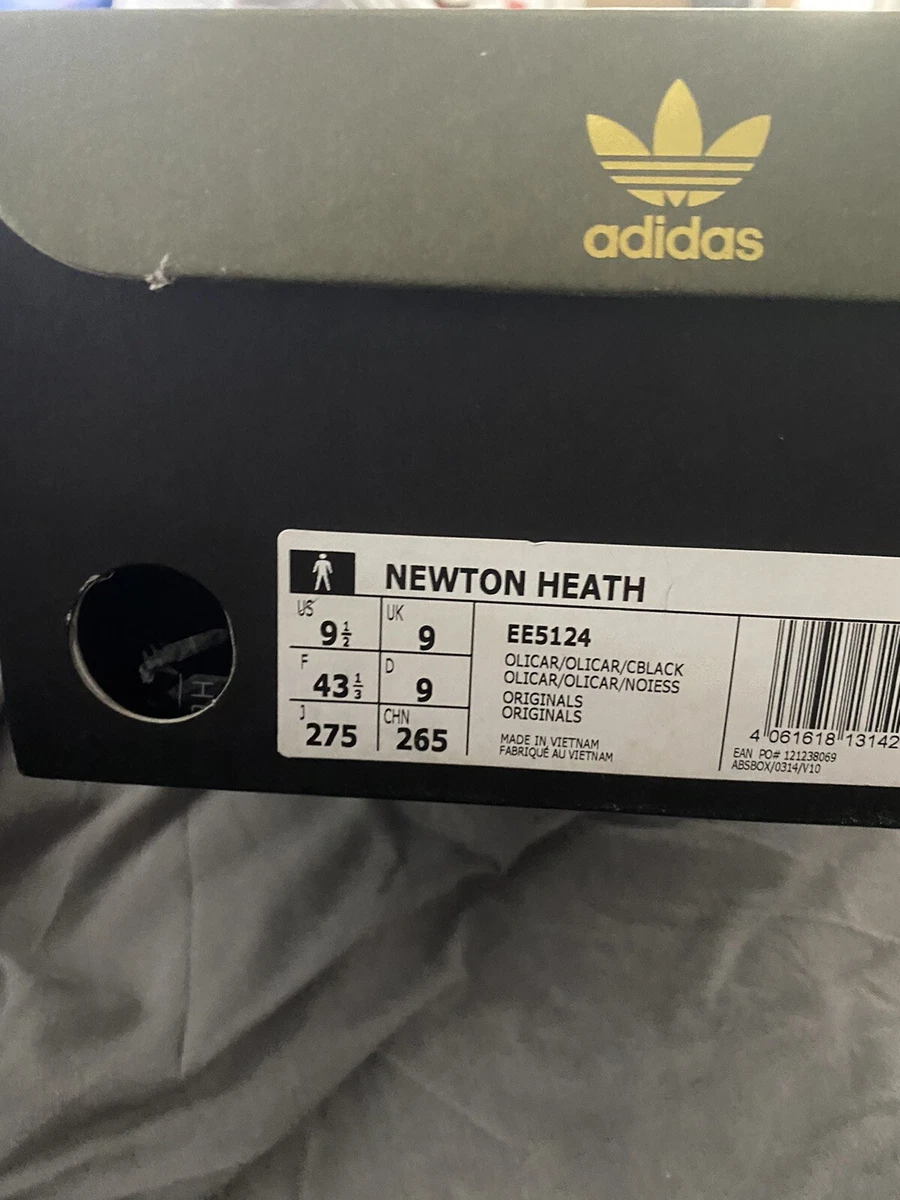 adidas
NEWTON HEATH
US 9½ UK 9
F 43⅓ D 9
J 275 CHN 265
EE5124
OLICAR/OLICAR/CBLACK
OLICAR/OLICAR/NOIESS
ORIGINALS
ORIGINALS
MADE IN VIETNAM
FABRIQUÉ AU VIETNAM
4 061618 13142
EAN PO# 121238069
ABSBOX/0314/V10